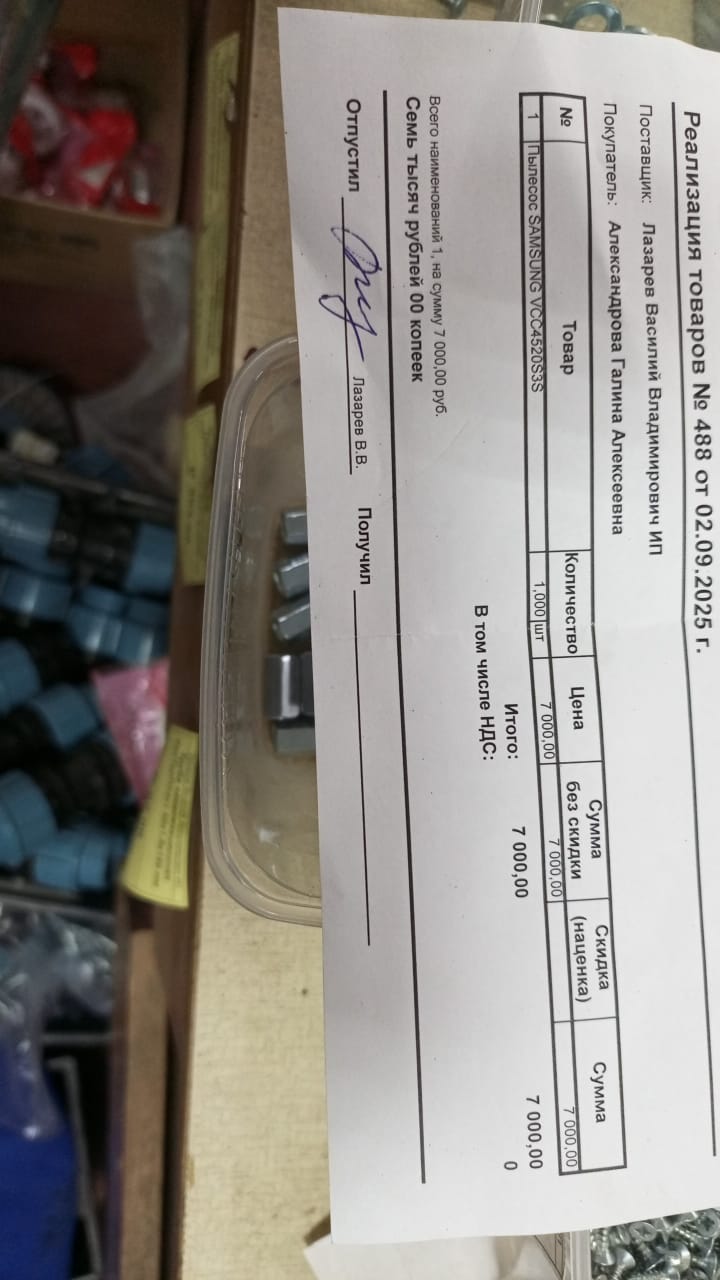 Реализация товаров № 488 от 02.09.2025 г.
Поставщик: Лазарев Василий Владимирович ИП
Покупатель: Александрова Галина Алексеевна
№ Товар Количество Цена Сумма без скидки Скидка (наценка) Сумма
1 Пылесос SAMSUNG VCC4520S3S 1,000 шт 7 000,00 7 000,00 7 000,00
Итого: 7 000,00 7 000,00
В том числе НДС: 0
Всего наименований 1, на сумму 7 000,00 руб.
Семь тысяч рублей 00 копеек
Отпустил Лазарев В.В. Получил